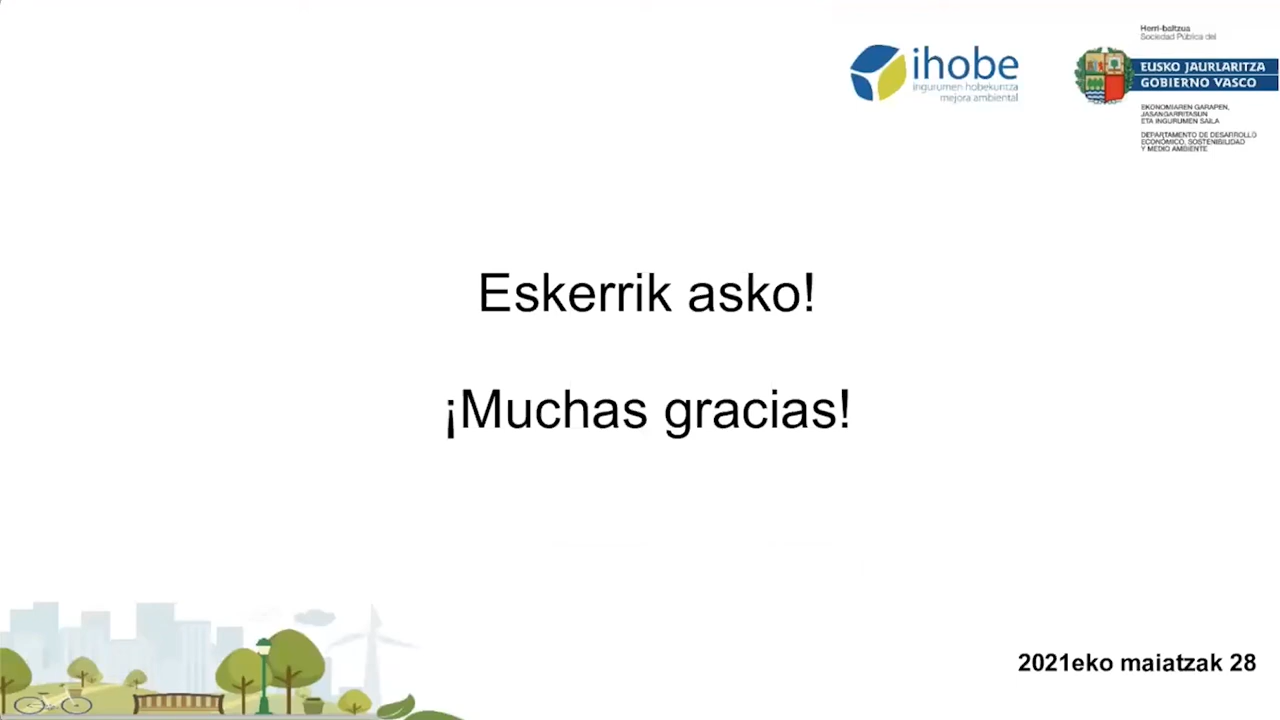 Herri-baltzua
Sociedad Pública del
ihobe
ingurumen hobekuntza
mejora ambiental
EUSKO JAURLARITZA
GOBIERNO VASCO
EKONOMIAREN GARAPEN,
JASANGARRITASUN
ETA INGURUMEN SAILA
DEPARTAMENTO DE DESARROLLO
ECONÓMICO, SOSTENIBILIDAD
Y MEDIO AMBIENTE
Eskerrik asko!
¡Muchas gracias!
2021eko maiatzak 28